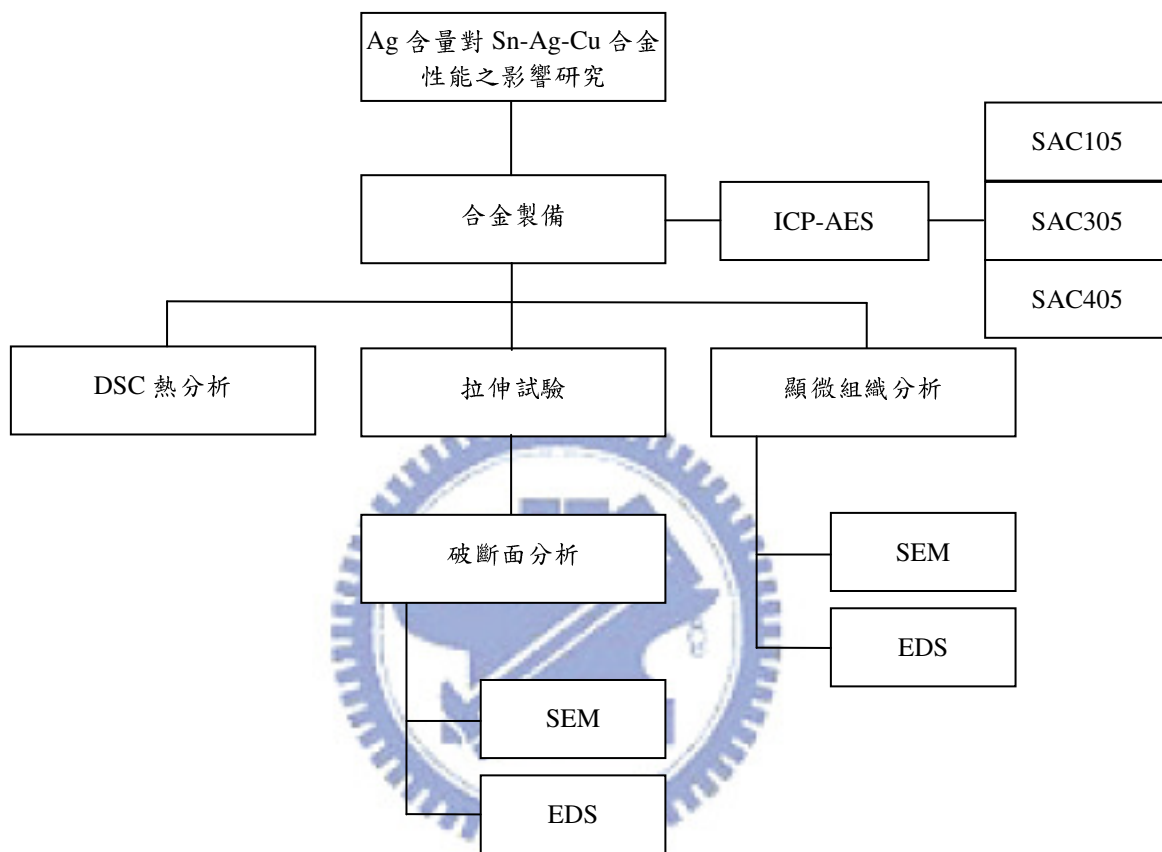 Ag 含量對 Sn-Ag-Cu 合金
性能之影響研究
SAC105
合金製備
ICP-AES
SAC305
SAC405
DSC 熱分析
拉伸試驗
顯微組織分析
破斷面分析
SEM
EDS
SEM
EDS